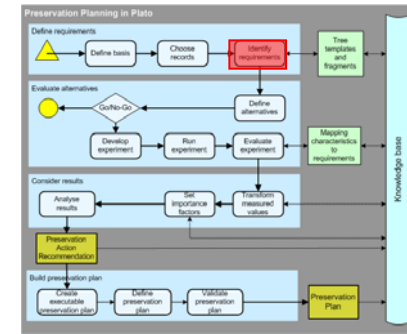 Preservation Planning in Plato
Define requirements
Define basis
Choose
records
Identify
requirements
Tree
templates
and
fragments
Evaluate alternatives
Go/No-Go
Define
alternatives
Develop
experiment
Run
experiment
Evaluate
experiment
Mapping
characteristics
to
requirements
Knowledge base
Consider results
Analyse
results
Set
importance
factors
Transform
measured
values
Preservation
Action
Recommendation
Build preservation plan
Create
executable
preservation plan
Define
preservation
plan
Validate
preservation
plan
Preservation
Plan